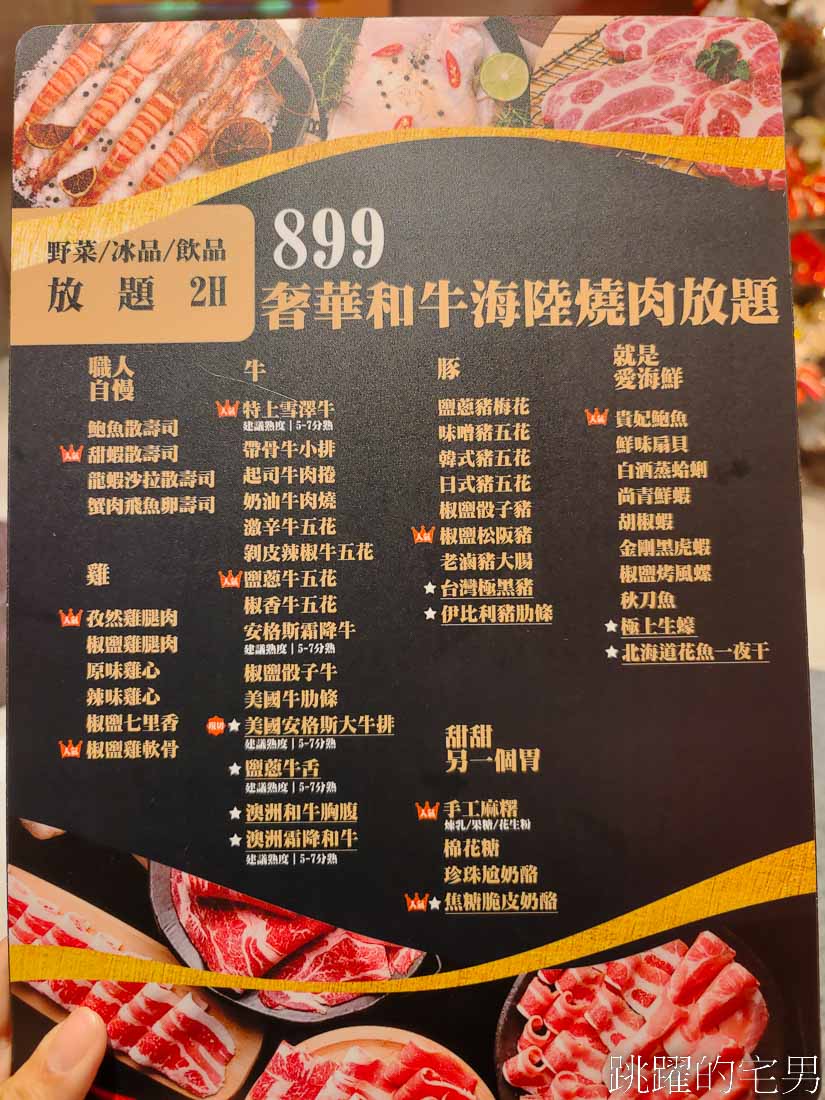 野菜/冰品/飲品
放題 2H
899
奢華和牛海陸燒肉放題
職人
自慢
鮑魚散壽司
人氣 甜蝦散壽司
龍蝦沙拉散壽司
蟹肉飛魚卵壽司
雞
人氣 孜然雞腿肉
椒鹽雞腿肉
原味雞心
辣味雞心
椒鹽七里香
人氣 椒鹽雞軟骨
牛
人氣 特上雪澤牛
建議熟度 | 5-7分熟
帶骨牛小排
起司牛肉捲
奶油牛肉燒
激辛牛五花
剝皮辣椒牛五花
人氣 鹽蔥牛五花
椒香牛五花
安格斯霜降牛
建議熟度 | 5-7分熟
椒鹽骰子牛
美國牛肋條
★美國安格斯大牛排
建議熟度 | 5-7分熟
★鹽蔥牛舌
建議熟度 | 5-7分熟
★澳洲和牛胸腹
★澳洲霜降和牛
建議熟度 | 5-7分熟
豚
鹽蔥豬梅花
味噌豬五花
韓式豬五花
日式豬五花
椒鹽骰子豬
人氣 椒鹽松阪豬
老滷豬大腸
★台灣極黑豬
★伊比利豬肋條
甜甜
另一個胃
人氣 手工麻糬
煉乳/果糖/花生粉
棉花糖
珍珠尬奶酪
人氣 ★焦糖脆皮奶酪
就是
愛海鮮
人氣 貴妃鮑魚
鮮味扇貝
白酒蒸蛤蜊
尚青鮮蝦
胡椒蝦
金剛黑虎蝦
椒鹽烤風螺
秋刀魚
★極上生蠔
★北海道花魚一夜干
跳躍的宅男